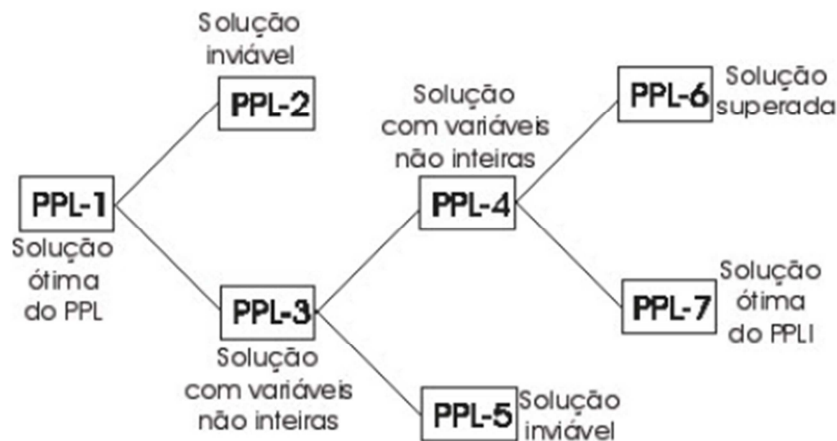 Solução
inviável
PPL-2
PPL-1
Solução
ótima
do PPL
PPL-3
Solução
com variáveis
não inteiras
Solução
com variáveis
não inteiras
PPL-4
PPL-5
Solução
inviável
PPL-6
Solução
superada
PPL-7
Solução
ótima
do PPLI